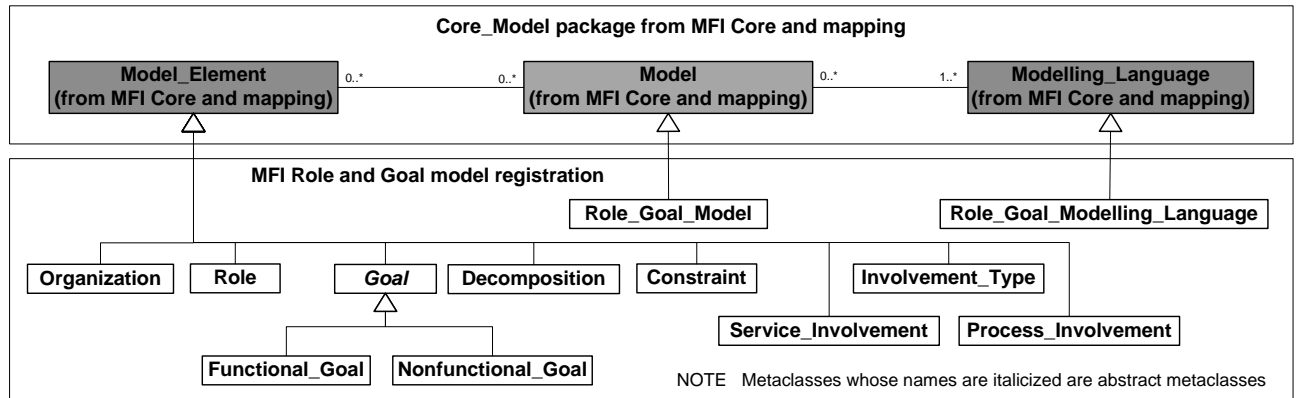 Core_Model package from MFI Core and mapping
Model_Element
(from MFI Core and mapping)
0..*
0..*
Model
(from MFI Core and mapping)
0..*
1..*
Modelling_Language
(from MFI Core and mapping)
MFI Role and Goal model registration
Role_Goal_Model
Role_Goal_Modelling_Language
Organization
Role
Goal
Decomposition
Constraint
Involvement_Type
Service_Involvement
Process_Involvement
Functional_Goal
Nonfunctional_Goal
NOTE Metaclasses whose names are italicized are abstract metaclasses